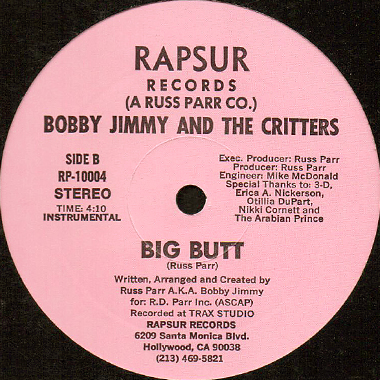 RAPSUR
RECORDS
(A RUSS PARR CO.)
BOBBY JIMMY AND THE CRITTERS
SIDE B
RP-10004
STEREO
TIME: 4:10
INSTRUMENTAL
Exec. Producer: Russ Parr
Producer: Russ Parr
Engineer: Mike McDonald
Special Thanks to: 3-D,
Erica A. Nickerson,
Otillia DuPart,
Nikki Cornett and
The Arabian Prince
BIG BUTT
(Russ Parr)
Written, Arranged and Created by
Russ Parr A.K.A. Bobby Jimmy
for: R.D. Parr Inc. (ASCAP)
Recorded at TRAX STUDIO
RAPSUR RECORDS
6209 Santa Monica Blvd.
Hollywood, CA 90038
(213) 469-5821